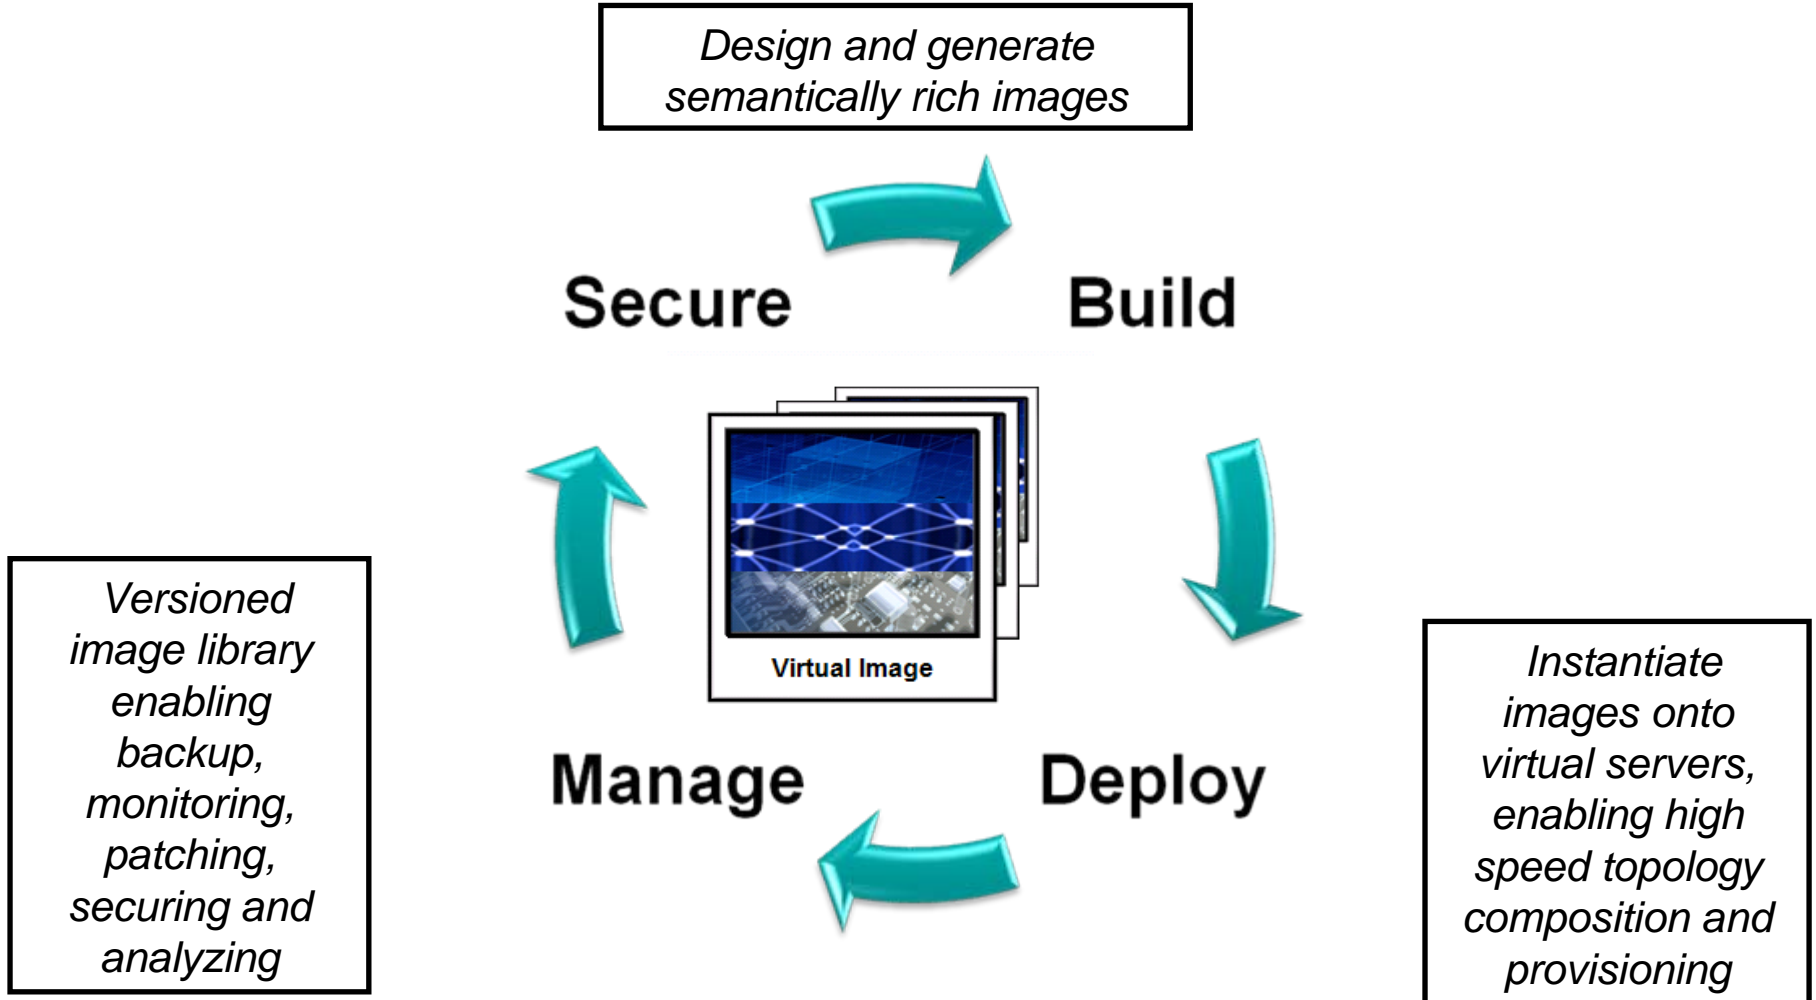 Design and generate
semantically rich images
Secure
Build
Virtual Image
Manage
Deploy
Versioned
image library
enabling
backup,
monitoring,
patching,
securing and
analyzing
Instantiate
images onto
virtual servers,
enabling high
speed topology
composition and
provisioning